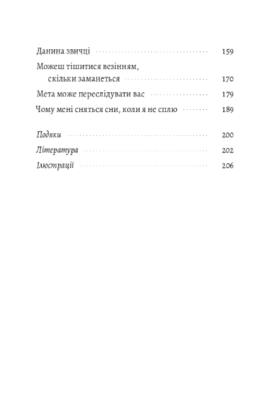 Данина звичці 159
Можеш тішитися везінням,
скільки заманеться 170
Мета може переслідувати вас 179
Чому мені сняться сни, коли я не сплю 189
Подяки 200
Література 202
Ілюстрації 206